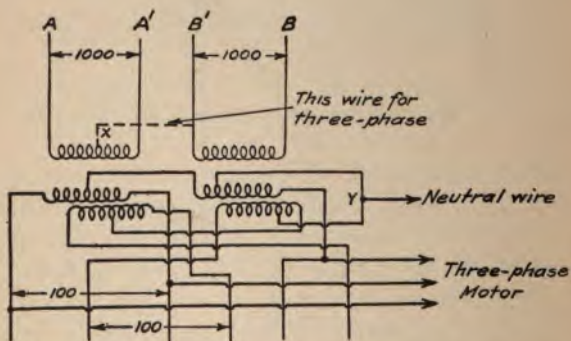 A A' B' B
1000 1000
x
This wire for
three-phase
Y Neutral wire
Three-phase
Motor
100
100